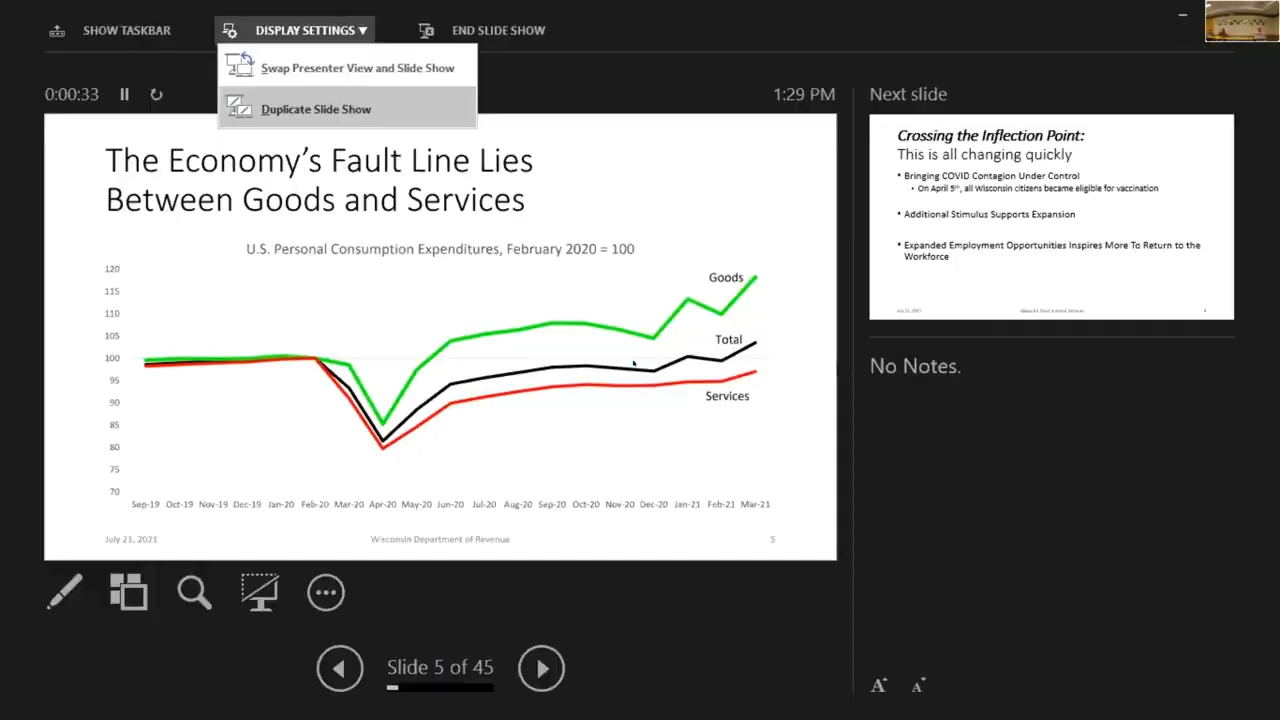 SHOW TASKBAR
DISPLAY SETTINGS ▼
END SLIDE SHOW
Swap Presenter View and Slide Show
Duplicate Slide Show
0:00:33
1:29 PM
The Economy's Fault Line Lies
Between Goods and Services
U.S. Personal Consumption Expenditures, February 2020 = 100
120
115
110
105
100
95
90
85
80
75
70
Goods
Total
Services
Sep-19 Oct-19 Nov-19 Dec-19 Jan-20 Feb-20 Mar-20 Apr-20 May-20 Jun-20 Jul-20 Aug-20 Sep-20 Oct-20 Nov-20 Dec-20 Jan-21 Feb-21 Mar-21
July 21, 2021 Wisconsin Department of Revenue 5
Slide 5 of 45
Next slide
Crossing the Inflection Point:
This is all changing quickly
• Bringing COVID Contagion Under Control
• On April 5th, all Wisconsin citizens became eligible for vaccination
• Additional Stimulus Supports Expansion
• Expanded Employment Opportunities Inspires More To Return to the
Workforce
No Notes.
A A